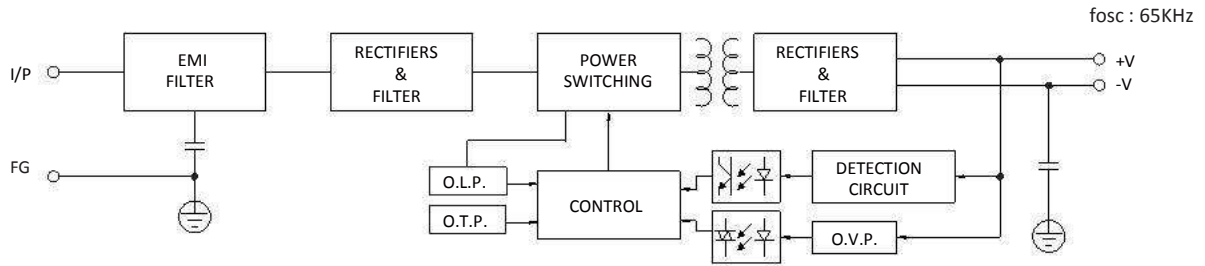 fosc : 65KHz
I/P
EMI
FILTER
RECTIFIERS
&
FILTER
POWER
SWITCHING
RECTIFIERS
&
FILTER
+V
-V
FG
O.L.P.
O.T.P.
CONTROL
DETECTION
CIRCUIT
O.V.P.